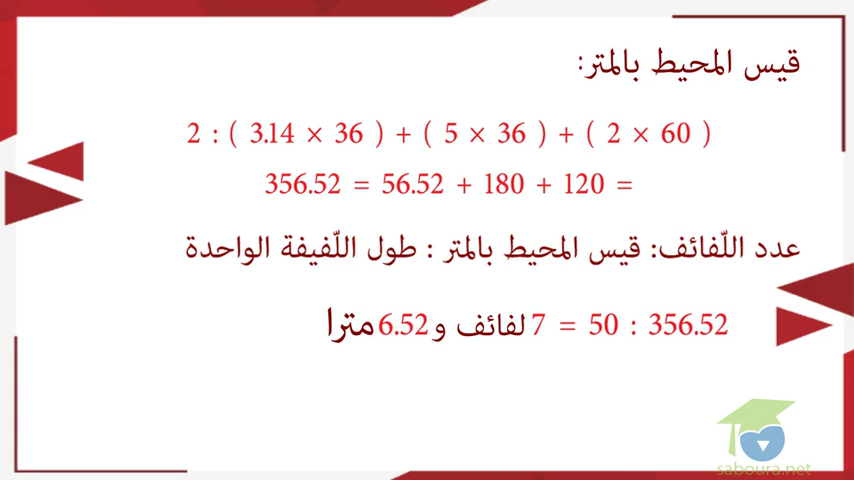 قيس المحيط بالمتر:
( 60 × 2 ) + ( 36 × 5 ) + ( 36 × 3.14 ) : 2
= 120 + 180 + 56.52 = 356.52
عدد اللّفائف: قيس المحيط بالمتر : طول اللّفيفة الواحدة
356.52 : 50 = 7 لفائف و 6.52 مترا
saboura.net